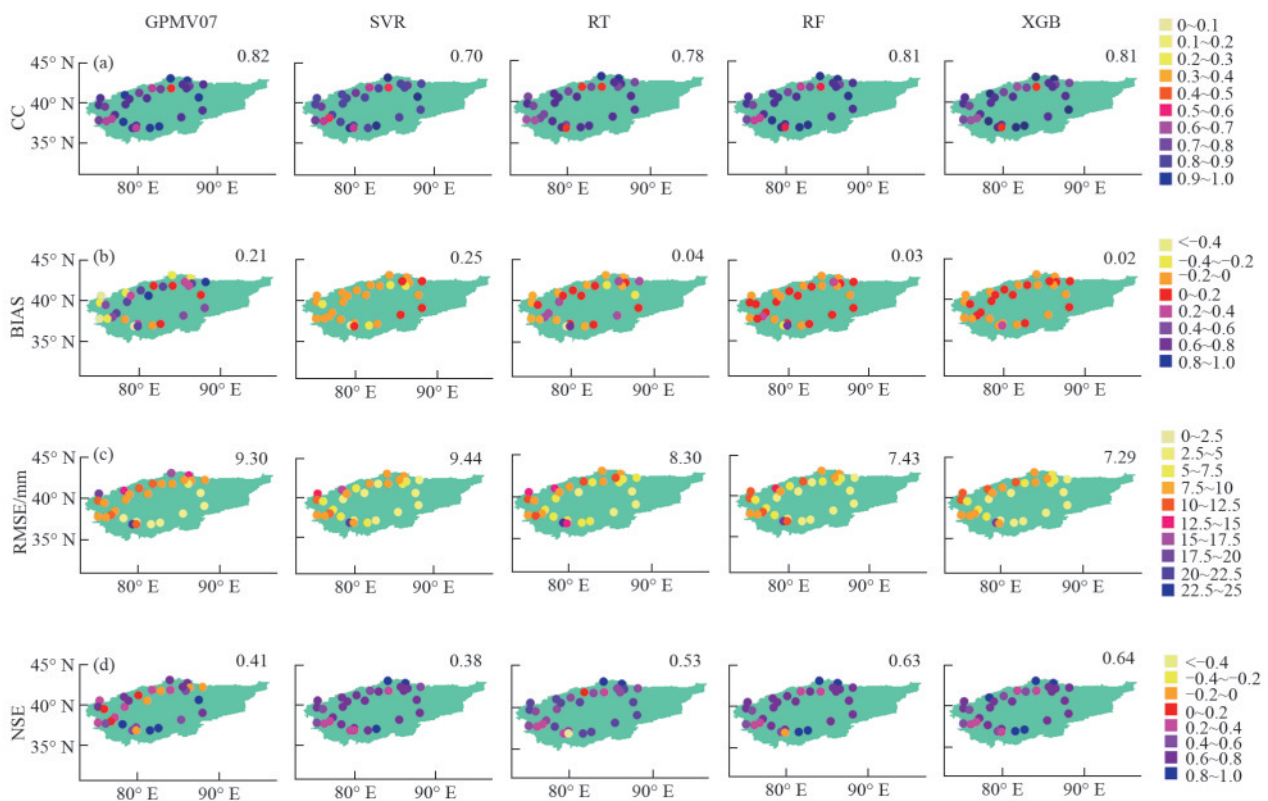 GPMV07 SVR RT RF XGB
(a) 0.82 0.70 0.78 0.81 0.81
45° N
40° N
35° N
CC
80° E 90° E 80° E 90° E 80° E 90° E 80° E 90° E 80° E 90° E
0~0.1
0.1~0.2
0.2~0.3
0.3~0.4
0.4~0.5
0.5~0.6
0.6~0.7
0.7~0.8
0.8~0.9
0.9~1.0
(b) 0.21 0.25 0.04 0.03 0.02
45° N
40° N
35° N
BIAS
80° E 90° E 80° E 90° E 80° E 90° E 80° E 90° E 80° E 90° E
<−0.4
−0.4~−0.2
−0.2~0
0~0.2
0.2~0.4
0.4~0.6
0.6~0.8
0.8~1.0
(c) 9.30 9.44 8.30 7.43 7.29
45° N
40° N
35° N
RMSE/mm
80° E 90° E 80° E 90° E 80° E 90° E 80° E 90° E 80° E 90° E
0~2.5
2.5~5
5~7.5
7.5~10
10~12.5
12.5~15
15~17.5
17.5~20
20~22.5
22.5~25
(d) 0.41 0.38 0.53 0.63 0.64
45° N
40° N
35° N
NSE
80° E 90° E 80° E 90° E 80° E 90° E 80° E 90° E 80° E 90° E
<−0.4
−0.4~−0.2
−0.2~0
0~0.2
0.2~0.4
0.4~0.6
0.6~0.8
0.8~1.0